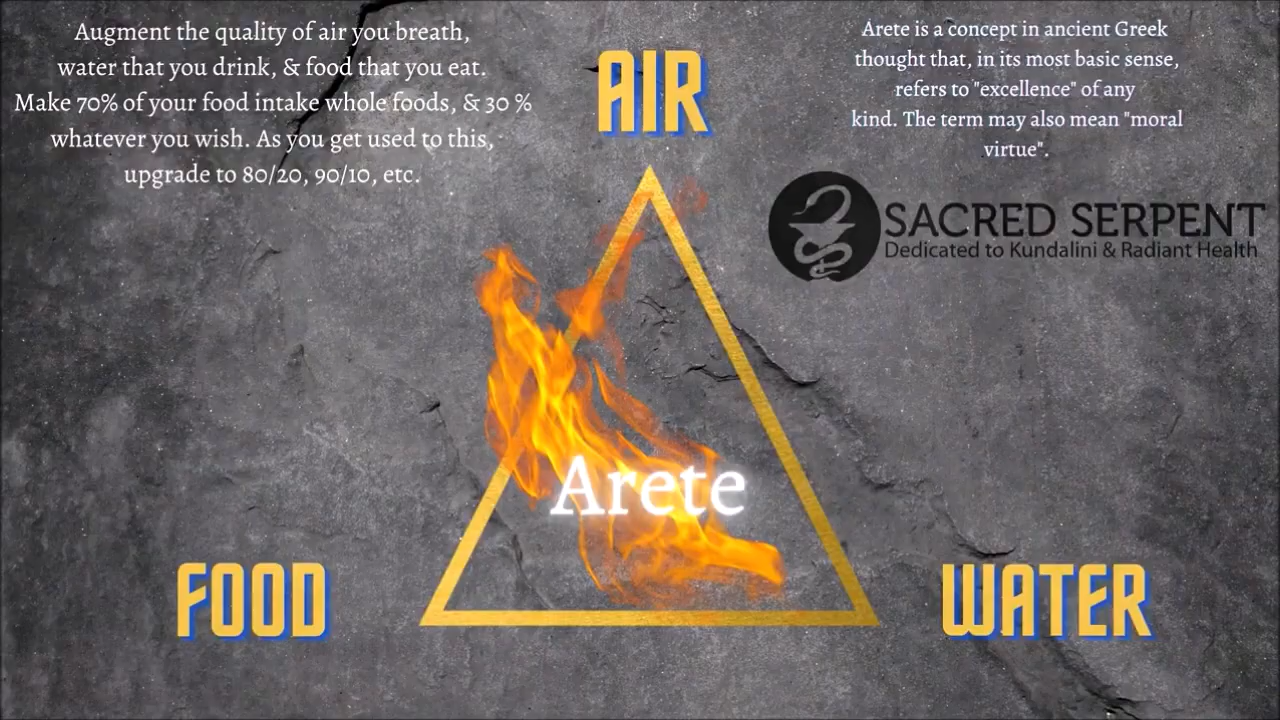 Augment the quality of air you breath,
water that you drink, & food that you eat.
Make 70% of your food intake whole foods, & 30 %
whatever you wish. As you get used to this,
upgrade to 80/20, 90/10, etc.
AIR
Arete is a concept in ancient Greek
thought that, in its most basic sense,
refers to "excellence" of any
kind. The term may also mean "moral
virtue".
SACRED SERPENT
Dedicated to Kundalini & Radiant Health
Arete
FOOD
WATER